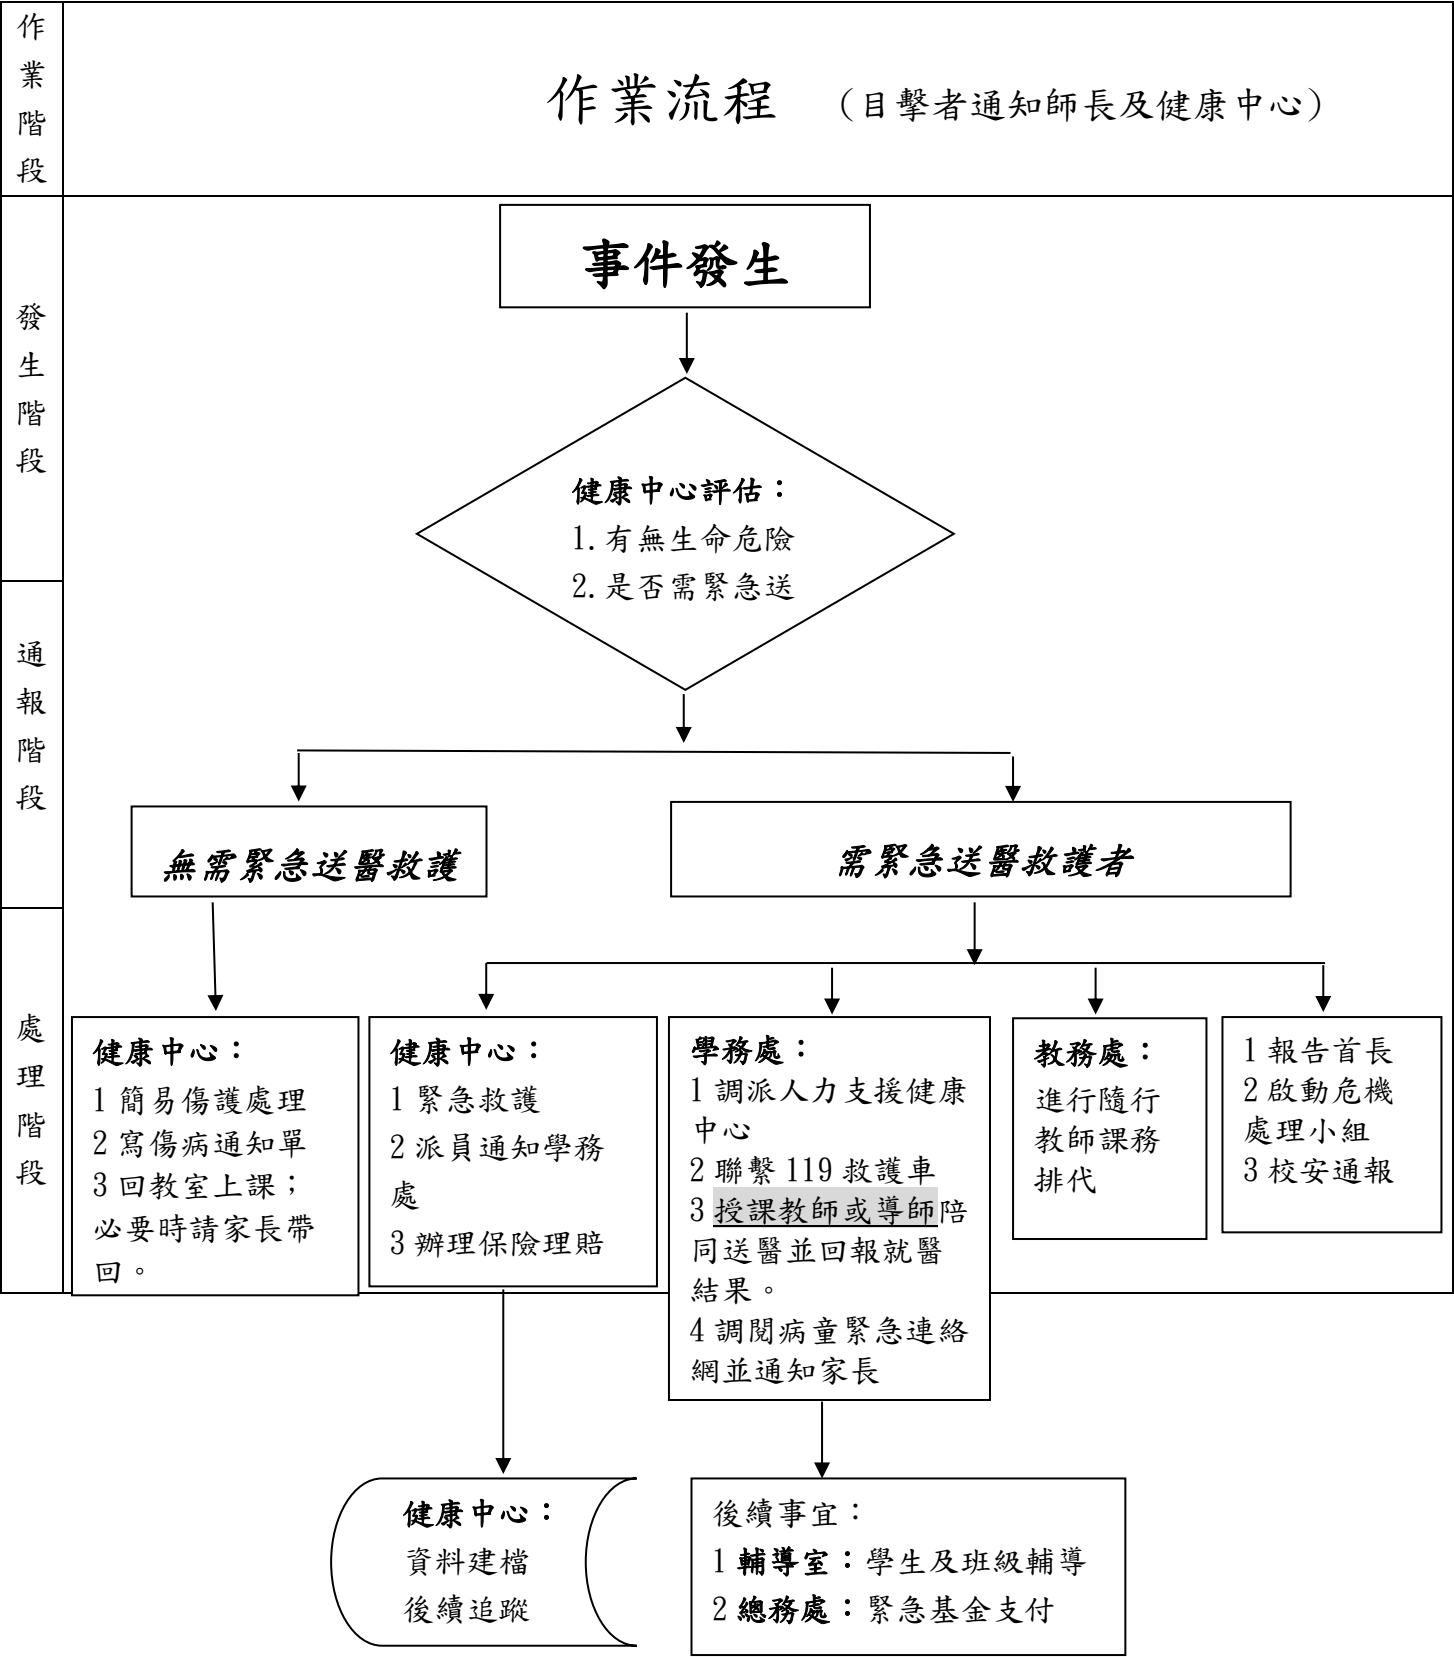 作
業
階
段
作業流程 （目擊者通知師長及健康中心）
發
生
階
段
事件發生
健康中心評估：
1.有無生命危險
2.是否需緊急送
通
報
階
段
無需緊急送醫救護
需緊急送醫救護者
處
理
階
段
健康中心：
1 簡易傷護處理
2 寫傷病通知單
3 回教室上課；
必要時請家長帶
回。
健康中心：
1 緊急救護
2 派員通知學務
處
3 辦理保險理賠
學務處：
1 調派人力支援健康
中心
2 聯繫 119 救護車
3 授課教師或導師陪
同送醫並回報就醫
結果。
4 調閱病童緊急連絡
網並通知家長
教務處：
進行隨行
教師課務
排代
1 報告首長
2 啟動危機
處理小組
3 校安通報
健康中心：
資料建檔
後續追蹤
後續事宜：
1 輔導室：學生及班級輔導
2 總務處：緊急基金支付